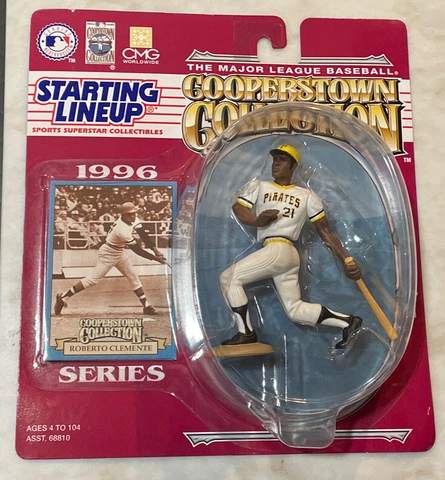 CMG
WORLDWIDE
THE MAJOR LEAGUE BASEBALL®
COOPERSTOWN
COLLECTION
TM
STARTING
LINEUP®
SPORTS SUPERSTAR COLLECTIBLES
1996
PIRATES
21
COOPERSTOWN
COLLECTION
ROBERTO CLEMENTE
SERIES
AGES 4 TO 104
ASST. 68810